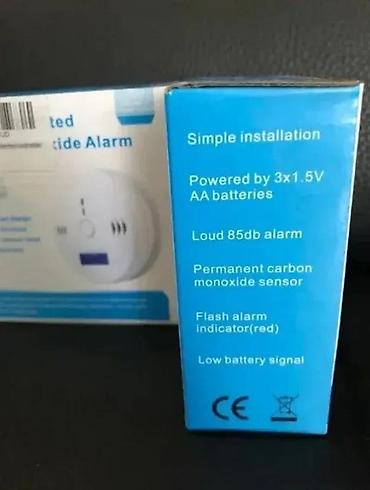 ted
ide Alarm
Simple installation
Powered by 3x1.5V
AA batteries
Loud 85db alarm
Permanent carbon
monoxide sensor
Flash alarm
indicator(red)
Low battery signal
CE